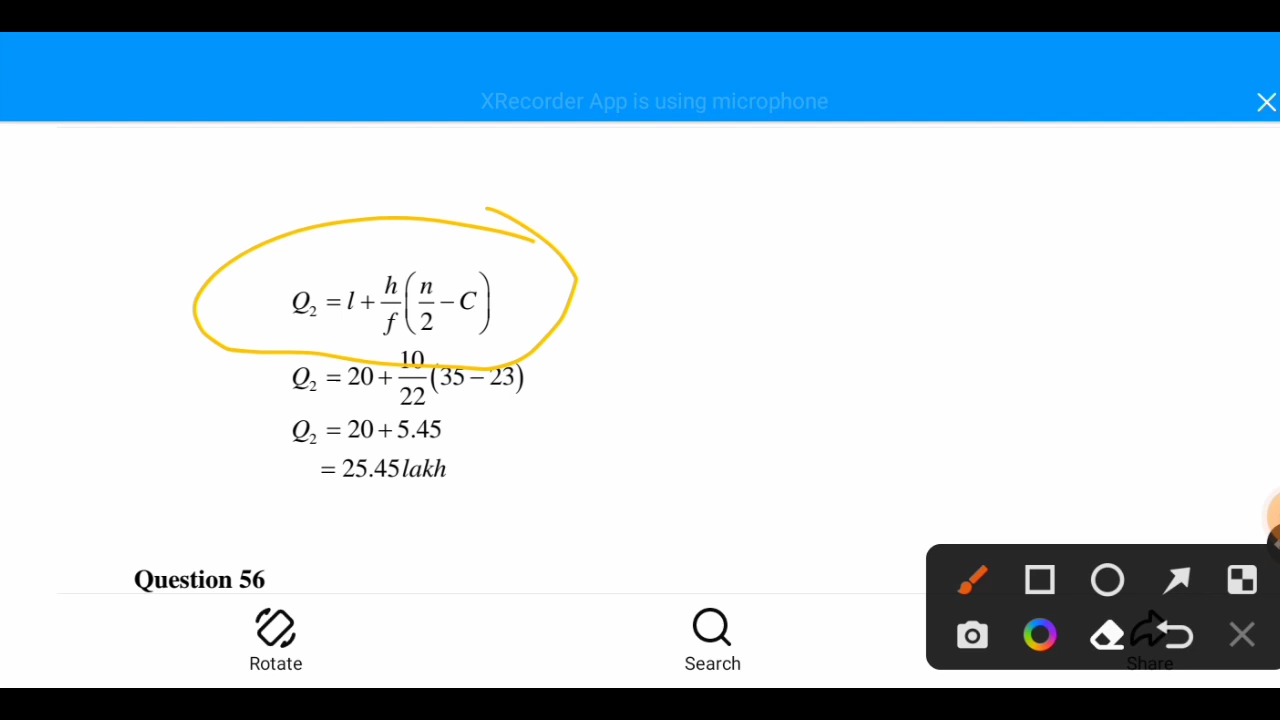 XRecorder App is using microphone
Q₂ = l + h/f (n/2 − C)
Q₂ = 20 + 10/22 (35 − 23)
Q₂ = 20 + 5.45
= 25.45 lakh
Question 56
Rotate
Search
Share